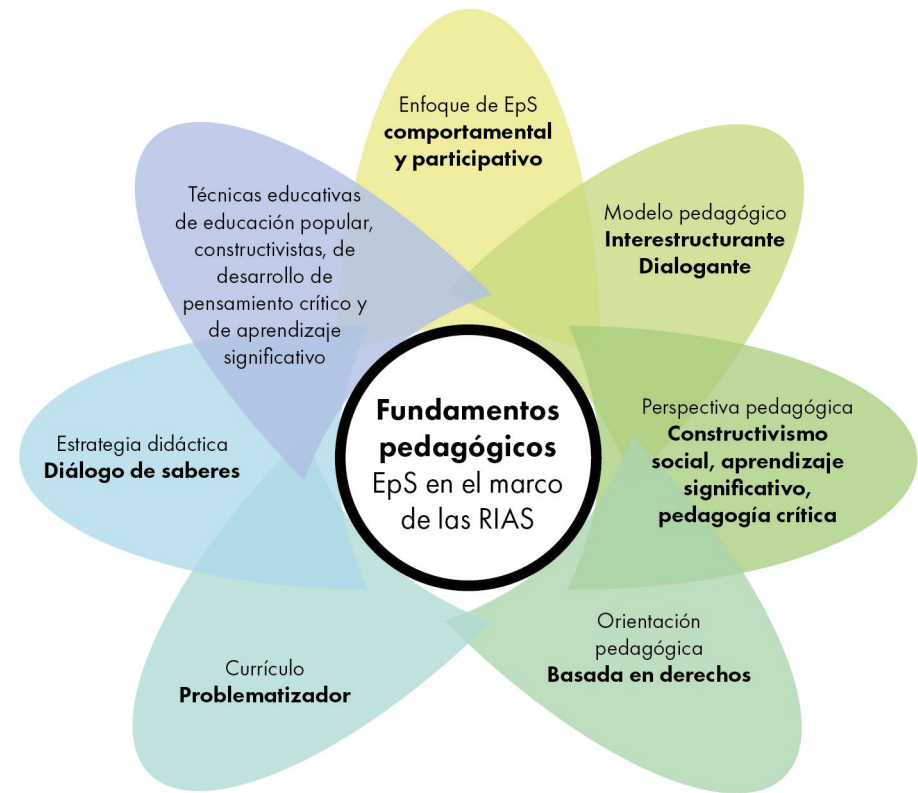 Enfoque de EpS
comportamental
y participativo
Modelo pedagógico
Interestructurante
Dialogante
Perspectiva pedagógica
Constructivismo
social, aprendizaje
significativo,
pedagogía crítica
Orientación
pedagógica
Basada en derechos
Currículo
Problematizador
Estrategia didáctica
Diálogo de saberes
Técnicas educativas
de educación popular,
constructivistas, de
desarrollo de
pensamiento crítico y
de aprendizaje
significativo
Fundamentos
pedagógicos
EpS en el marco
de las RIAS